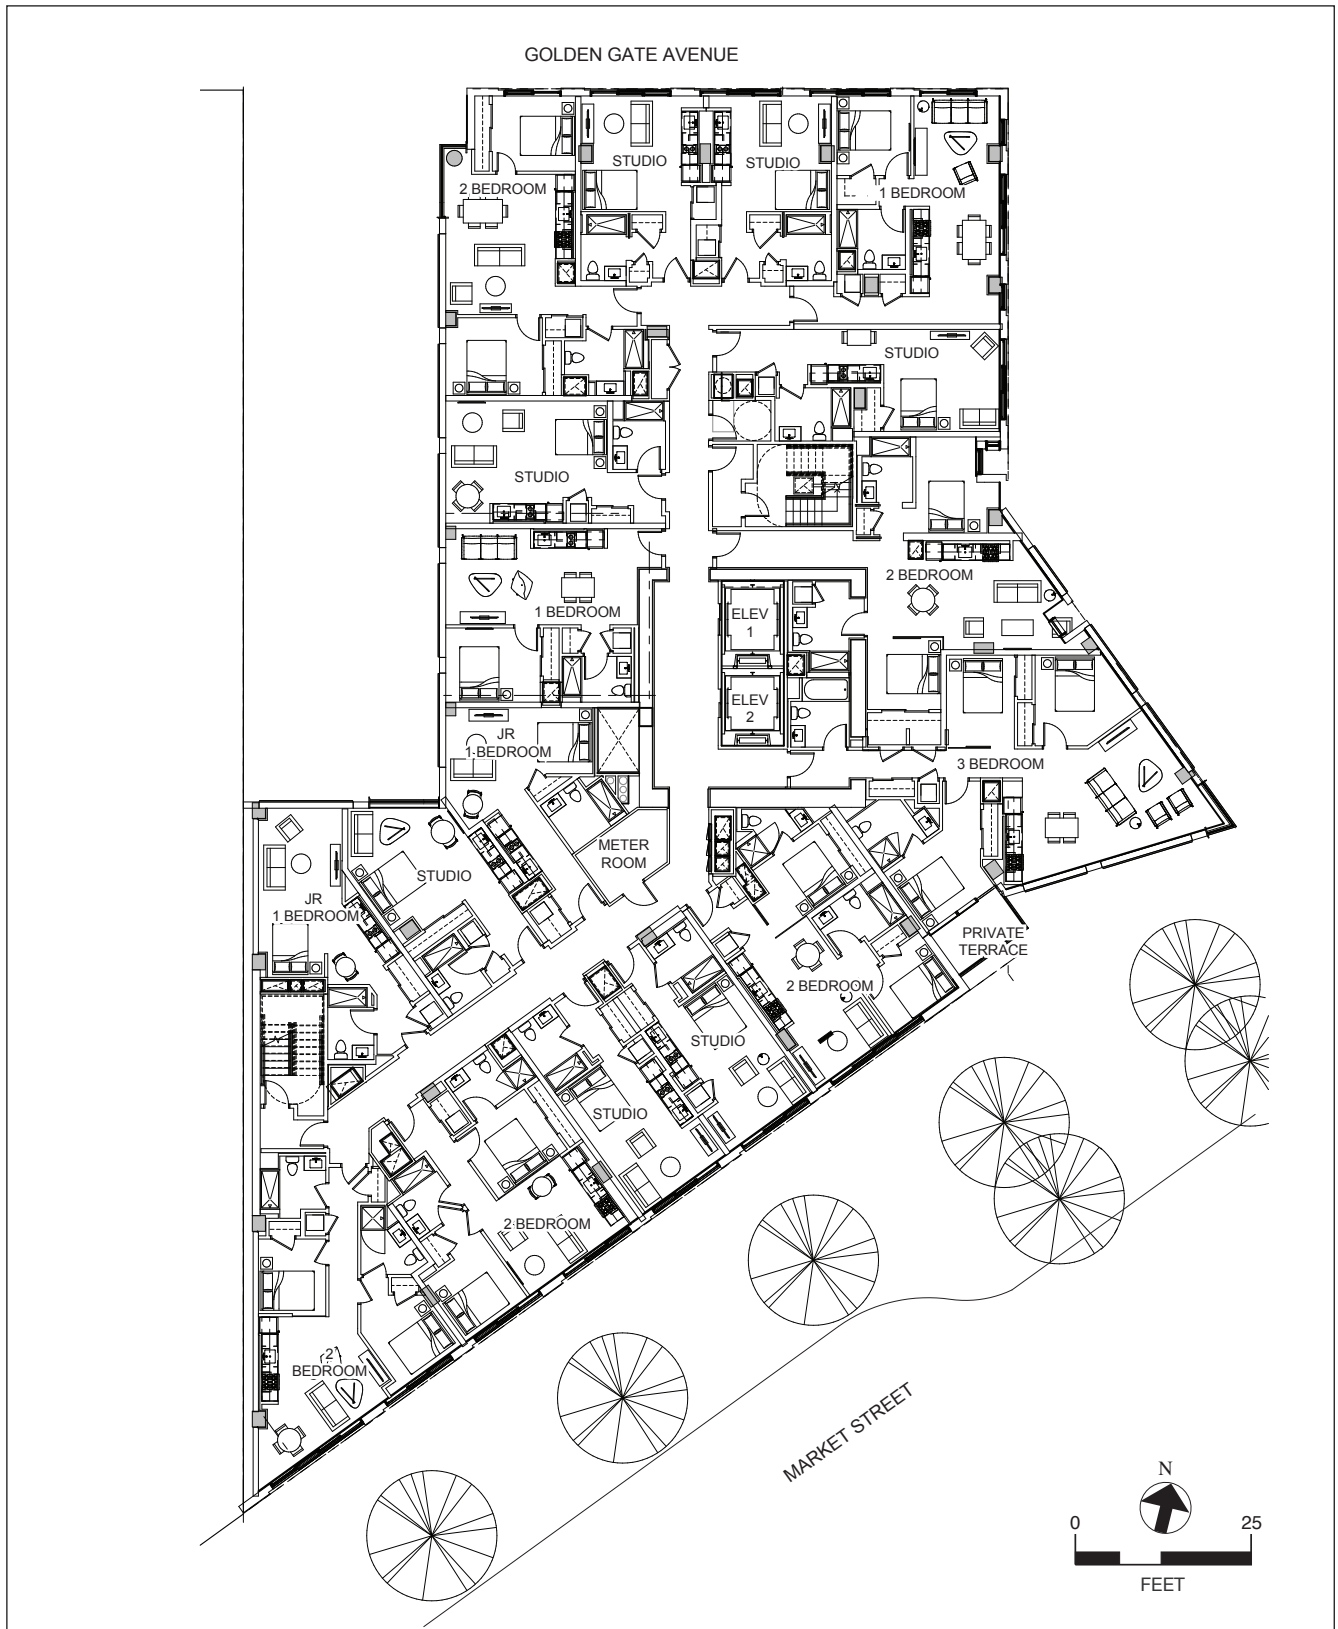 GOLDEN GATE AVENUE
STUDIO
STUDIO
2 BEDROOM
1 BEDROOM
STUDIO
STUDIO
2 BEDROOM
1 BEDROOM
ELEV
1
ELEV
2
JR
1 BEDROOM
3 BEDROOM
METER
ROOM
STUDIO
JR
1 BEDROOM
PRIVATE
TERRACE
2 BEDROOM
STUDIO
STUDIO
2 BEDROOM
2
BEDROOM
MARKET STREET
N
0
25
FEET